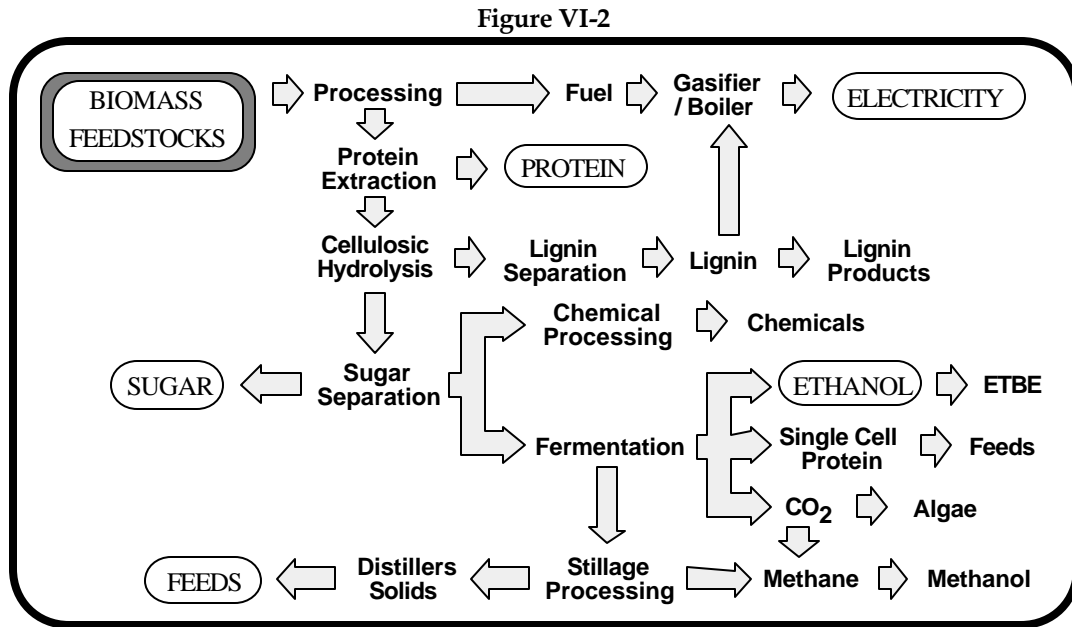 Figure VI-2
BIOMASS
FEEDSTOCKS
Processing
Fuel
Gasifier
/ Boiler
ELECTRICITY
Protein
Extraction
PROTEIN
Cellulosic
Hydrolysis
Lignin
Separation
Lignin
Lignin
Products
Chemical
Processing
Chemicals
SUGAR
Sugar
Separation
ETHANOL
ETBE
Fermentation
Single Cell
Protein
Feeds
CO2
Algae
FEEDS
Distillers
Solids
Stillage
Processing
Methane
Methanol